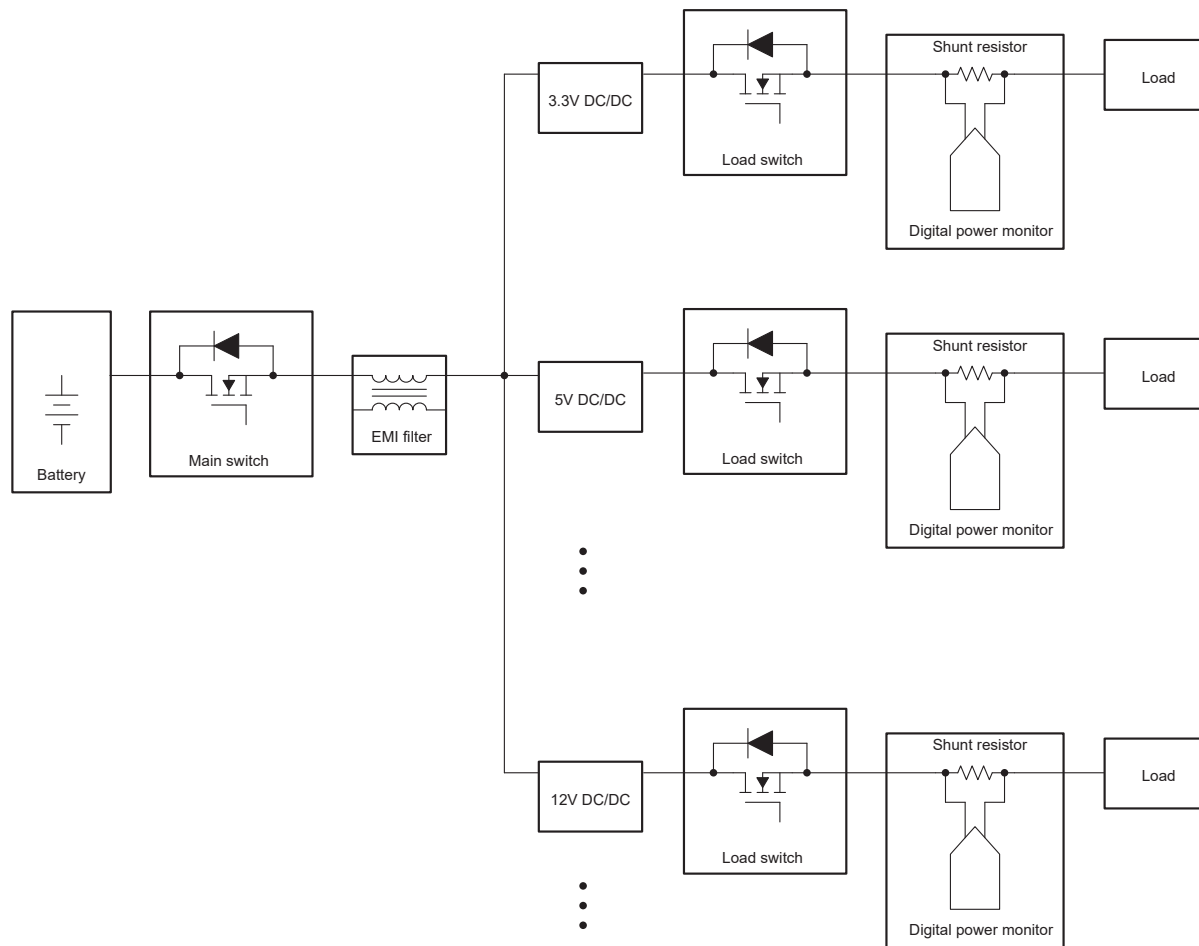 Shunt resistor
3.3V DC/DC
Load
Load switch
Digital power monitor
Shunt resistor
5V DC/DC
Load
EMI filter
Battery
Main switch
Load switch
Digital power monitor
Shunt resistor
12V DC/DC
Load
Load switch
Digital power monitor